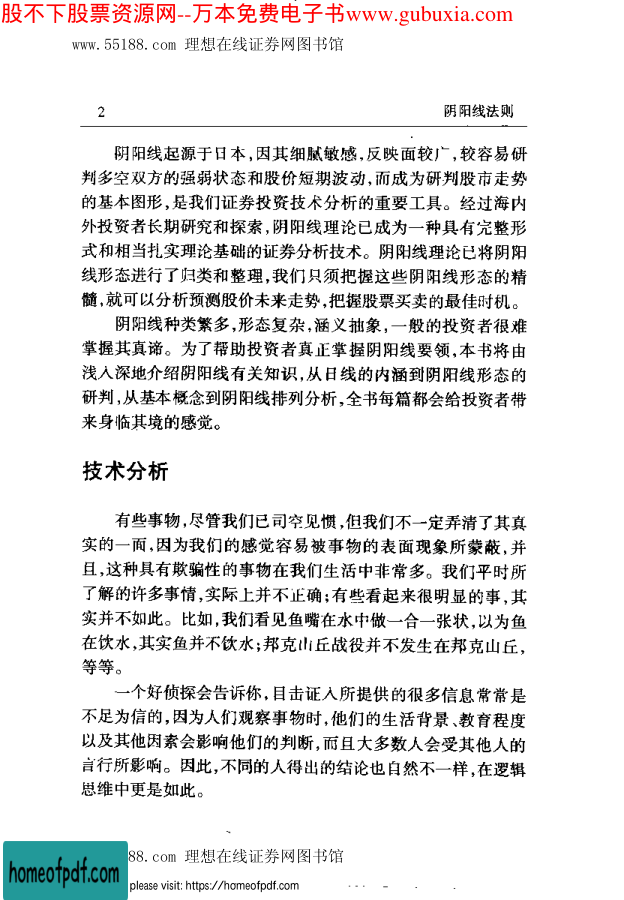 股不下股票资源网--万本免费电子书www.gubuxia.com
www.55188.com 理想在线证券网图书馆
2 阴阳线法则
阴阳线起源于日本,因其细腻敏感,反映面较广,较容易研
判多空双方的强弱状态和股价短期波动,而成为研判股市走势
的基本图形,是我们证券投资技术分析的重要工具。经过海内
外投资者长期研究和探索,阴阳线理论已成为一种具有完整形
式和相当扎实理论基础的证券分析技术。阴阳线理论已将阴阳
线形态进行了归类和整理,我们只须把握这些阴阳线形态的精
髓,就可以分析预测股价未来走势,把握股票买卖的最佳时机。
阴阳线种类繁多,形态复杂,涵义抽象,一般的投资者很难
掌握其真谛。为了帮助投资者真正掌握阴阳线要领,本书将由
浅入深地介绍阴阳线有关知识,从日线的内涵到阴阳线形态的
研判,从基本概念到阴阳线排列分析,全书每篇都会给投资者带
来身临其境的感觉。
技术分析
有些事物,尽管我们已司空见惯,但我们不一定弄清了其真
实的一面,因为我们的感觉容易被事物的表面现象所蒙蔽,并
且,这种具有欺骗性的事物在我们生活中非常多。我们平时所
了解的许多事情,实际上并不正确;有些看起来很明显的事,其
实并不如此。比如,我们看见鱼嘴在水中做一合一张状,以为鱼
在饮水,其实鱼并不饮水;邦克山丘战役并不发生在邦克山丘,
等等。
一个好侦探会告诉你,目击证人所提供的很多信息常常是
不足为信的,因为人们观察事物时,他们的生活背景、教育程度
以及其他因素会影响他们的判断,而且大多数人会受其他人的
言行所影响。因此,不同的人得出的结论也自然不一样,在逻辑
思维中更是如此。
88.com 理想在线证券网图书馆
homeofpdf.com
please visit: https://homeofpdf.com